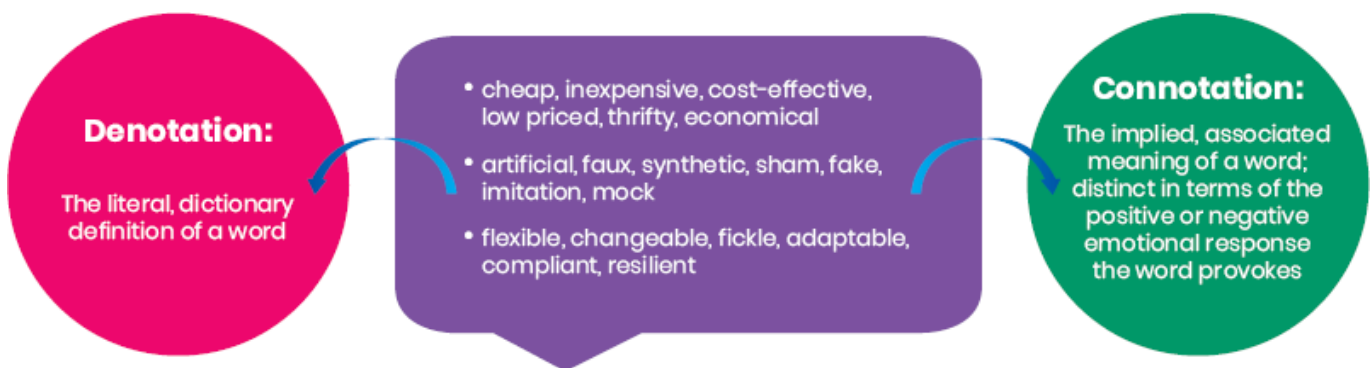 Denotation:
The literal, dictionary
definition of a word
• cheap, inexpensive, cost-effective,
low priced, thrifty, economical
• artificial, faux, synthetic, sham, fake,
imitation, mock
• flexible, changeable, fickle, adaptable,
compliant, resilient
Connotation:
The implied, associated
meaning of a word;
distinct in terms of the
positive or negative
emotional response
the word provokes